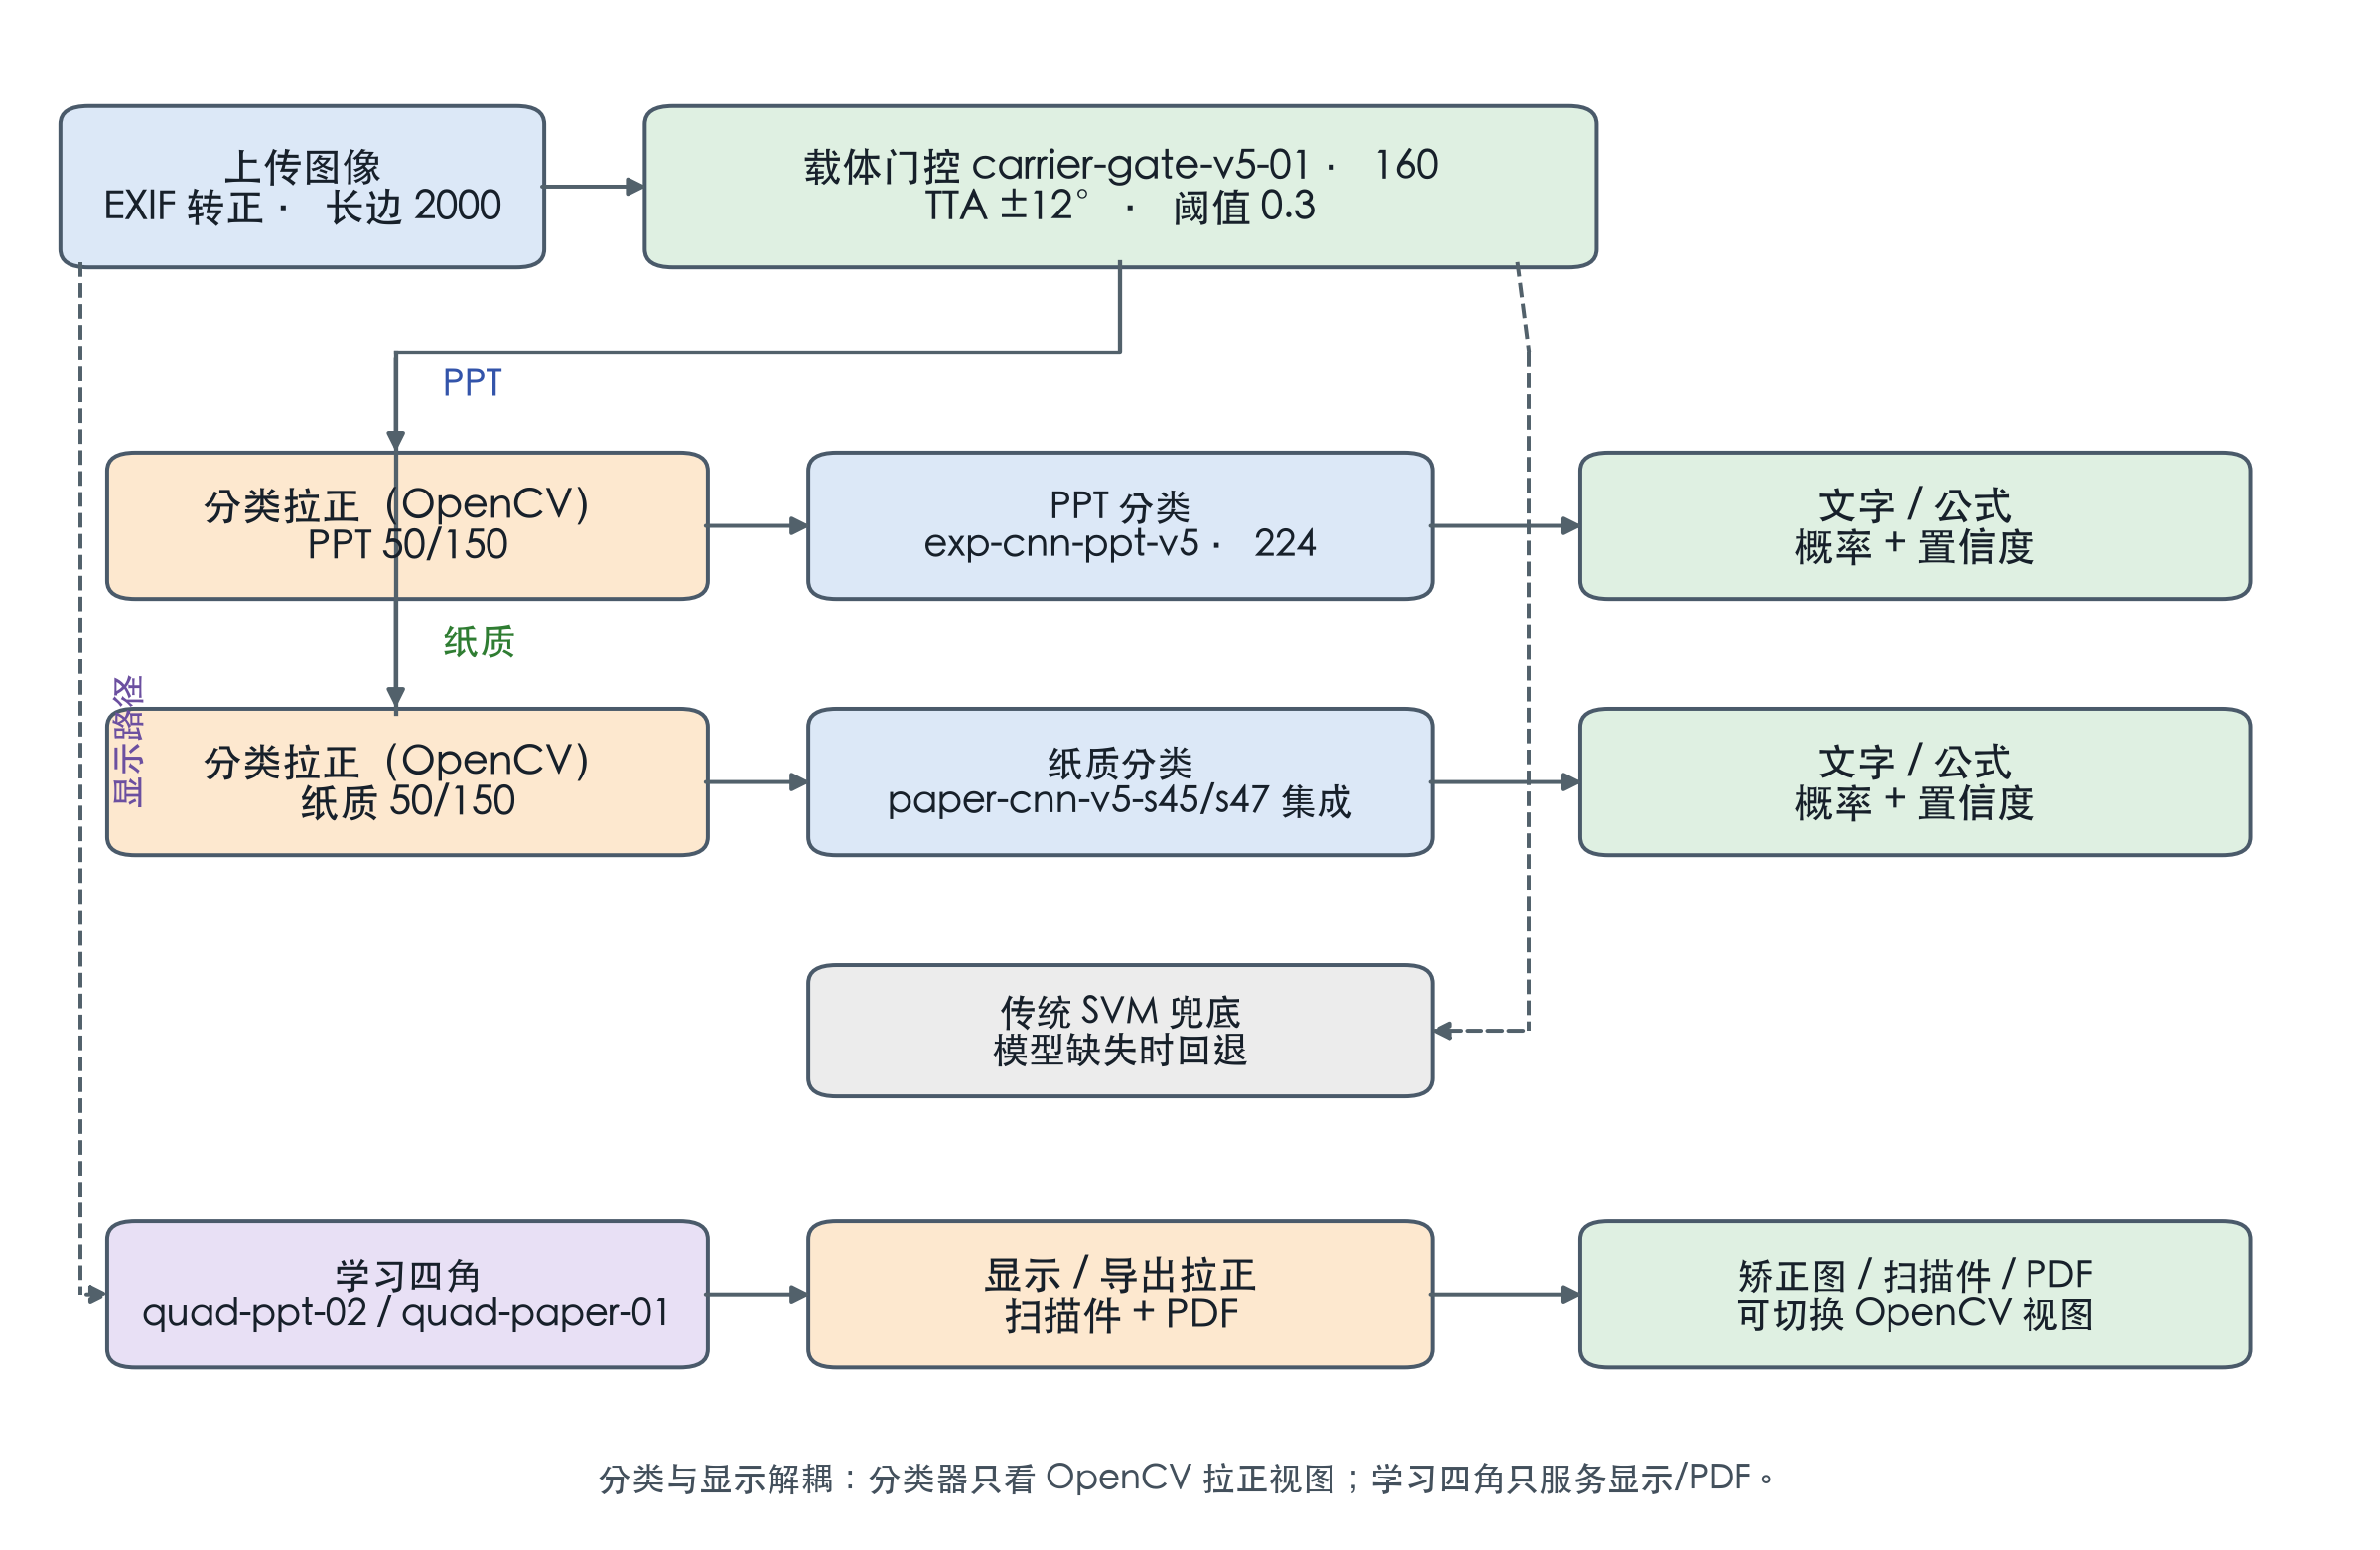 上传图像
EXIF 转正 · 长边 2000
载体门控 carrier-gate-v5-01 · 160
TTA ±12° · 阈值 0.3
PPT
分类拉正（OpenCV）
PPT 50/150
PPT 分类
exp-cnn-ppt-v5 · 224
文字 / 公式
概率 + 置信度
纸质
显示路径
分类拉正（OpenCV）
纸质 50/150
纸质分类
paper-cnn-v5-s45/s47 集成
文字 / 公式
概率 + 置信度
传统 SVM 兜底
模型缺失时回退
学习四角
quad-ppt-02 / quad-paper-01
显示 / 导出拉正
扫描件 + PDF
矫正图 / 扫描件 / PDF
可切换 OpenCV 视图
分类与显示解耦：分类器只看 OpenCV 拉正视图；学习四角只服务显示/PDF。